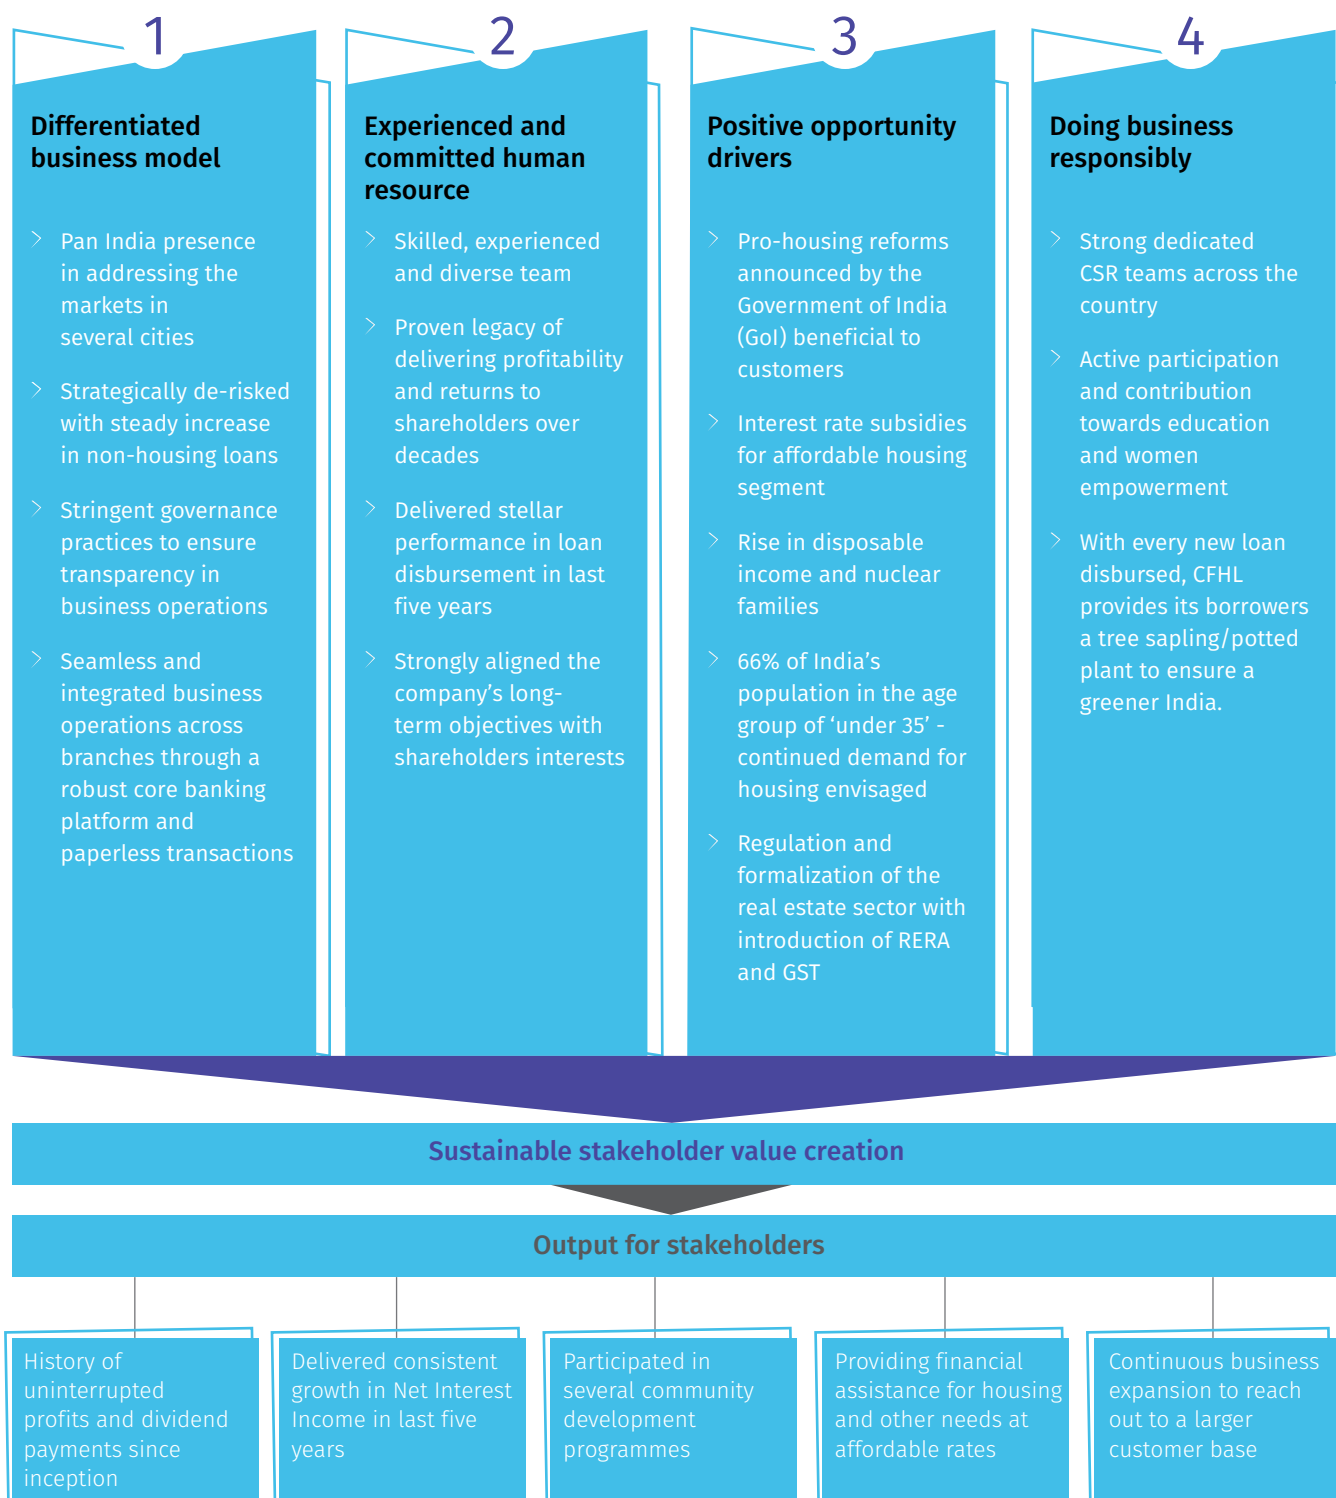 1
Differentiated
business model
Pan India presence
in addressing the
markets in
several cities
Strategically de-risked
with steady increase
in non-housing loans
Stringent governance
practices to ensure
transparency in
business operations
Seamless and
integrated business
operations across
branches through a
robust core banking
platform and
paperless transactions
2
Experienced and
committed human
resource
Skilled, experienced
and diverse team
Proven legacy of
delivering profitability
and returns to
shareholders over
decades
Delivered stellar
performance in loan
disbursement in last
five years
Strongly aligned the
company’s long-
term objectives with
shareholders interests
3
Positive opportunity
drivers
Pro-housing reforms
announced by the
Government of India
(GoI) beneficial to
customers
Interest rate subsidies
for affordable housing
segment
Rise in disposable
income and nuclear
families
66% of India’s
population in the age
group of ‘under 35’ -
continued demand for
housing envisaged
Regulation and
formalization of the
real estate sector with
introduction of RERA
and GST
4
Doing business
responsibly
Strong dedicated
CSR teams across the
country
Active participation
and contribution
towards education
and women
empowerment
With every new loan
disbursed, CFHL
provides its borrowers
a tree sapling/potted
plant to ensure a
greener India.
Sustainable stakeholder value creation
Output for stakeholders
History of
uninterrupted
profits and dividend
payments since
inception
Delivered consistent
growth in Net Interest
Income in last five
years
Participated in
several community
development
programmes
Providing financial
assistance for housing
and other needs at
affordable rates
Continuous business
expansion to reach
out to a larger
customer base